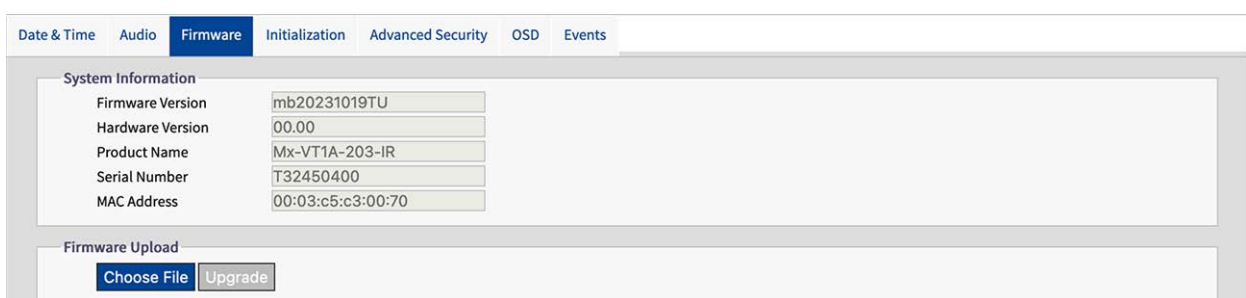 Date & Time Audio Firmware Initialization Advanced Security OSD Events
System Information
Firmware Version mb20231019TU
Hardware Version 00.00
Product Name Mx-VT1A-203-IR
Serial Number T32450400
MAC Address 00:03:c5:c3:00:70
Firmware Upload
Choose File Upgrade